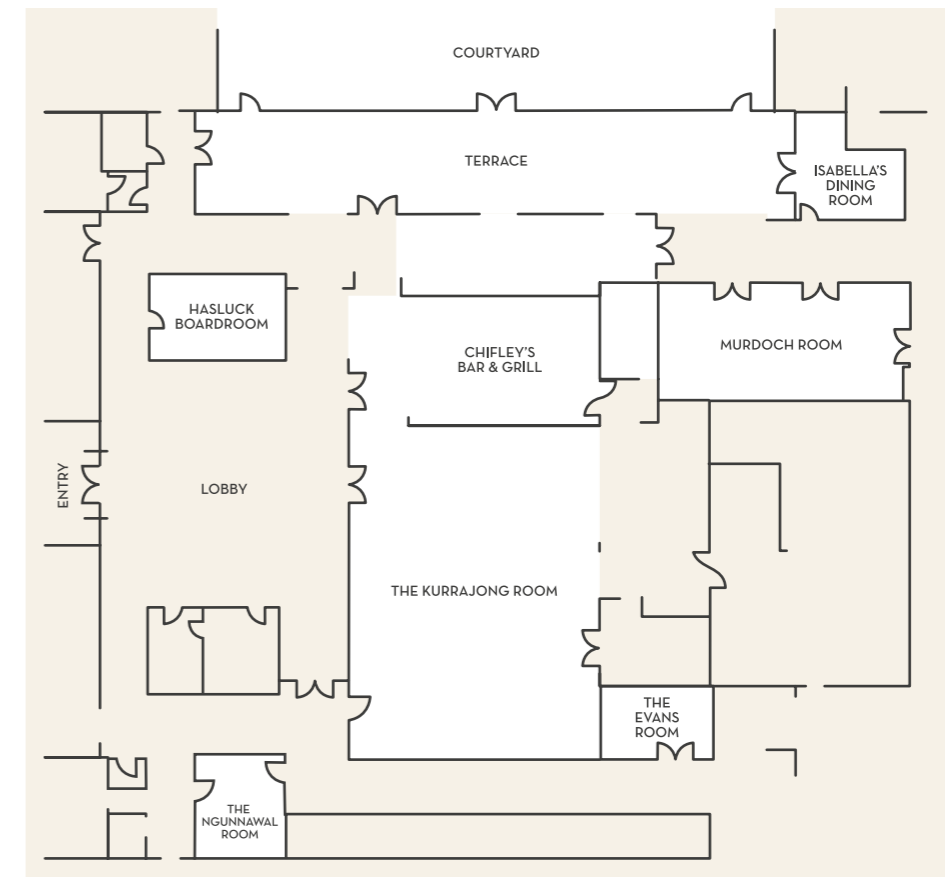 COURTYARD
TERRACE
ISABELLA'S
DINING
ROOM
HASLUCK
BOARDROOM
CHIFLEY'S
BAR & GRILL
MURDOCH ROOM
ENTRY
LOBBY
THE KURRAJONG ROOM
THE
EVANS
ROOM
THE
NGUNNAWAL
ROOM